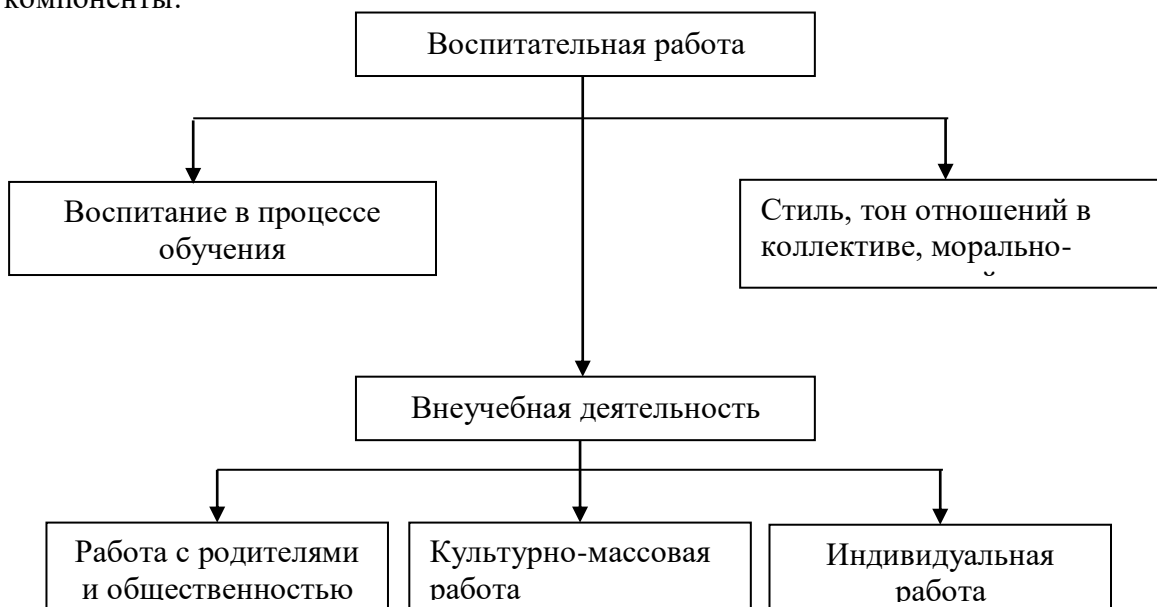 компоненты:
Воспитательная работа
Воспитание в процессе
обучения
Стиль, тон отношений в
коллективе, морально-
Внеучебная деятельность
Работа с родителями
и общественностью
Культурно-массовая
работа
Индивидуальная
работа